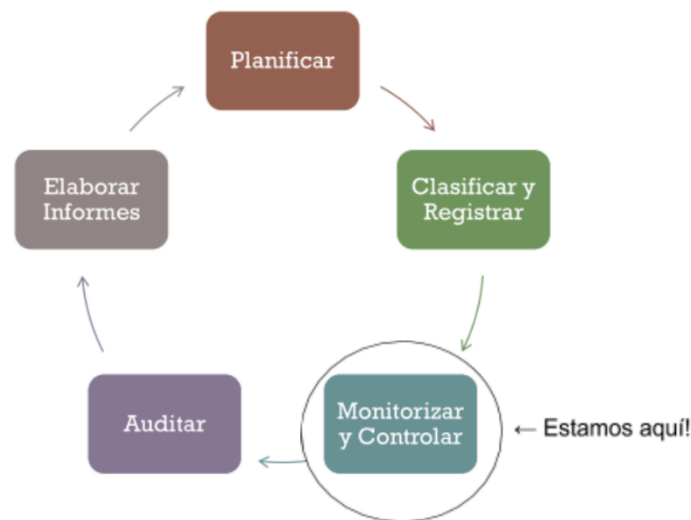 Planificar
Clasificar y
Registrar
Monitorizar
y Controlar
← Estamos aquí!
Auditar
Elaborar
Informes